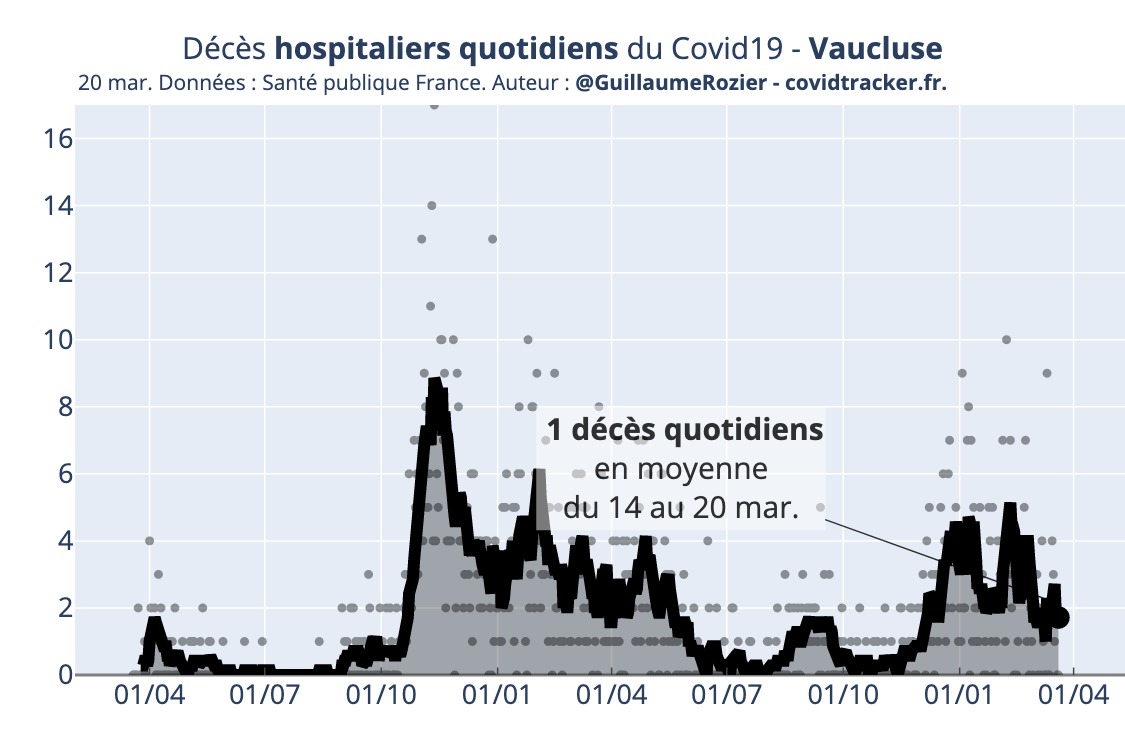 Décès hospitaliers quotidiens du Covid19 - Vaucluse
20 mar. Données : Santé publique France. Auteur : @GuillaumeRozier - covidtracker.fr.
16
14
12
10
8
6
4
2
0
1 décès quotidiens
en moyenne
du 14 au 20 mar.
01/04 01/07 01/10 01/01 01/04 01/07 01/10 01/01 01/04